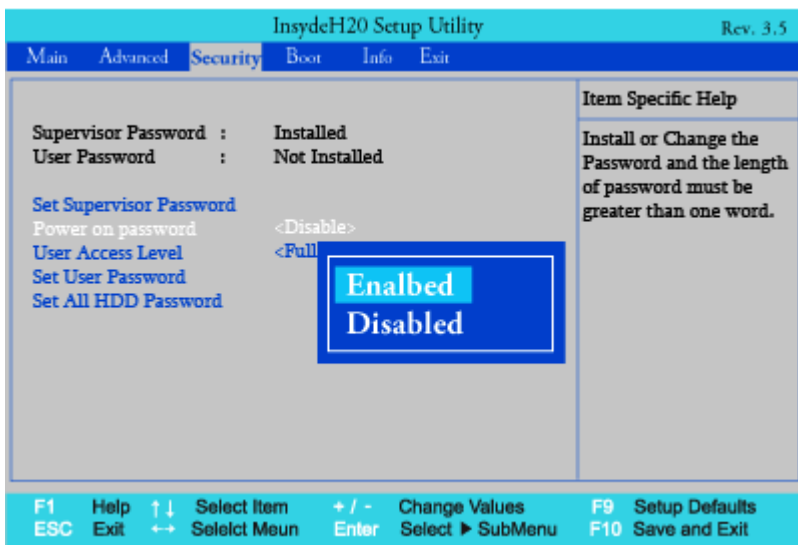 InsydeH20 Setup Utility Rev. 3.5
Main Advanced Security Boot Info Exit
Supervisor Password : Installed
User Password : Not Installed
Set Supervisor Password
Power on password <Disable>
User Access Level <Full
Set User Password
Set All HDD Password
Enalbed
Disabled
Item Specific Help
Install or Change the
Password and the length
of password must be
greater than one word.
F1 Help ↑↓ Select Item +/- Change Values F9 Setup Defaults
ESC Exit ↔ Selelct Meun Enter Select ▶ SubMenu F10 Save and Exit